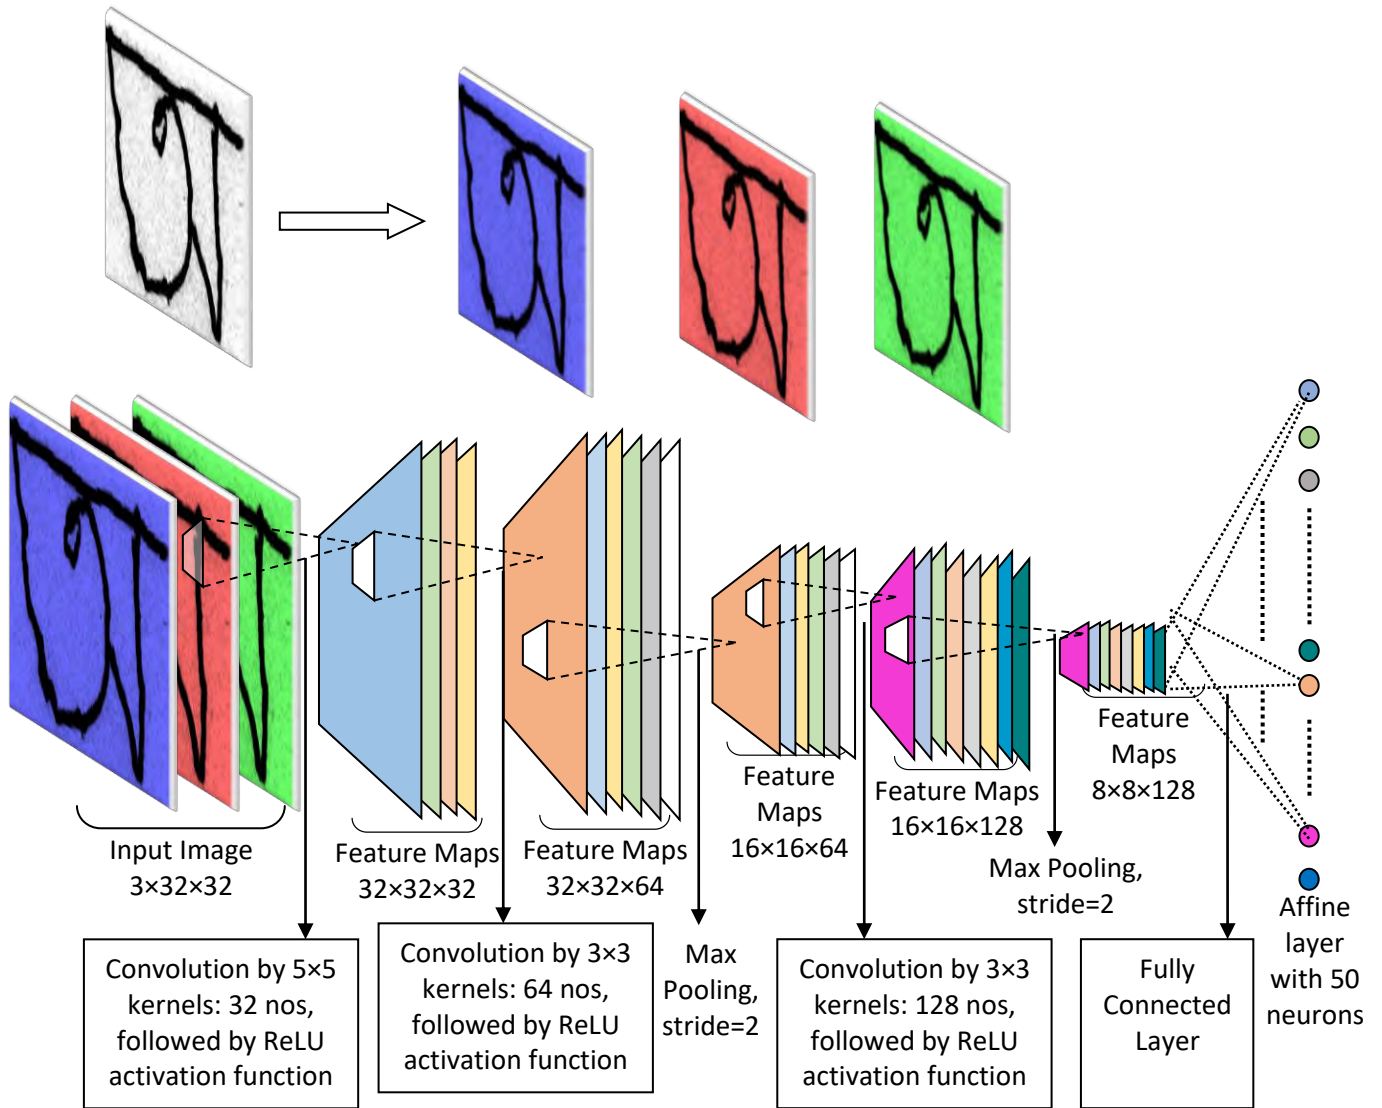 Input Image
3×32×32
Feature Maps
32×32×32
Feature Maps
32×32×64
Feature
Maps
16×16×64
Feature Maps
16×16×128
Feature
Maps
8×8×128
Convolution by 5×5
kernels: 32 nos,
followed by ReLU
activation function
Convolution by 3×3
kernels: 64 nos,
followed by ReLU
activation function
Max
Pooling,
stride=2
Convolution by 3×3
kernels: 128 nos,
followed by ReLU
activation function
Max Pooling,
stride=2
Fully
Connected
Layer
Affine
layer
with 50
neurons